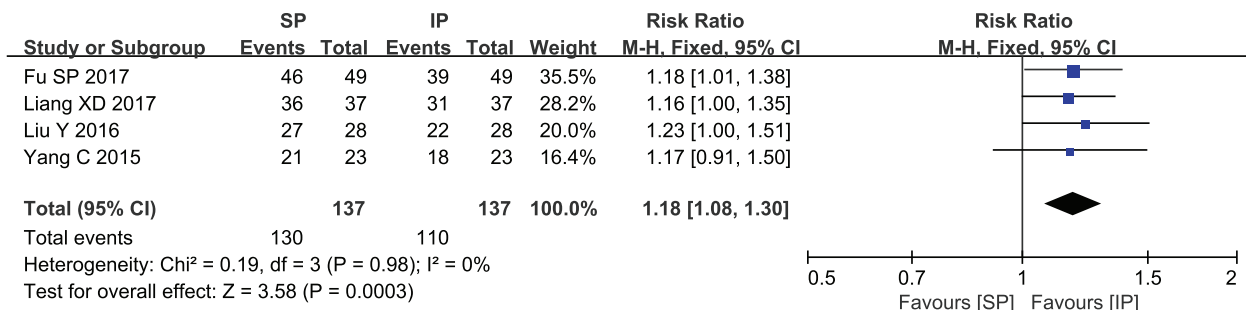 SP IP Risk Ratio Risk Ratio
Study or Subgroup Events Total Events Total Weight M-H, Fixed, 95% CI M-H, Fixed, 95% CI
Fu SP 2017 46 49 39 49 35.5% 1.18 [1.01, 1.38]
Liang XD 2017 36 37 31 37 28.2% 1.16 [1.00, 1.35]
Liu Y 2016 27 28 22 28 20.0% 1.23 [1.00, 1.51]
Yang C 2015 21 23 18 23 16.4% 1.17 [0.91, 1.50]
Total (95% CI) 137 137 100.0% 1.18 [1.08, 1.30]
Total events 130 110
Heterogeneity: Chi² = 0.19, df = 3 (P = 0.98); I² = 0%
Test for overall effect: Z = 3.58 (P = 0.0003)
0.5 0.7 1 1.5 2
Favours [SP] Favours [IP]